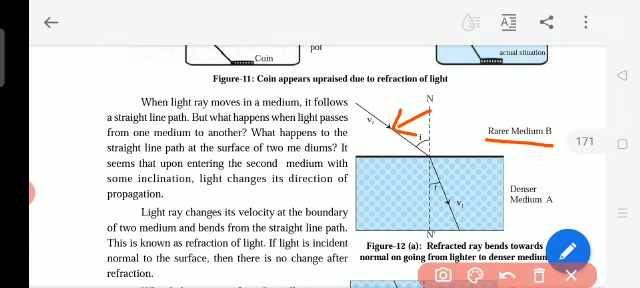 pol
Coin
actual situation
Figure-11: Coin appears upraised due to refraction of light
When light ray moves in a medium, it follows
a straight line path. But what happens when light passes
from one medium to another? What happens to the
straight line path at the surface of two me diums? It
seems that upon entering the second medium with
some inclination, light changes its direction of
propagation.
Light ray changes its velocity at the boundary
of two medium and bends from the straight line path.
This is known as refraction of light. If light is incident
normal to the surface, then there is no change after
refraction.
N
v₂
i
Rarer Medium B
171
r
v₁
Denser
Medium A
N'
Figure-12 (a): Refracted ray bends towards
normal on going from lighter to denser medium